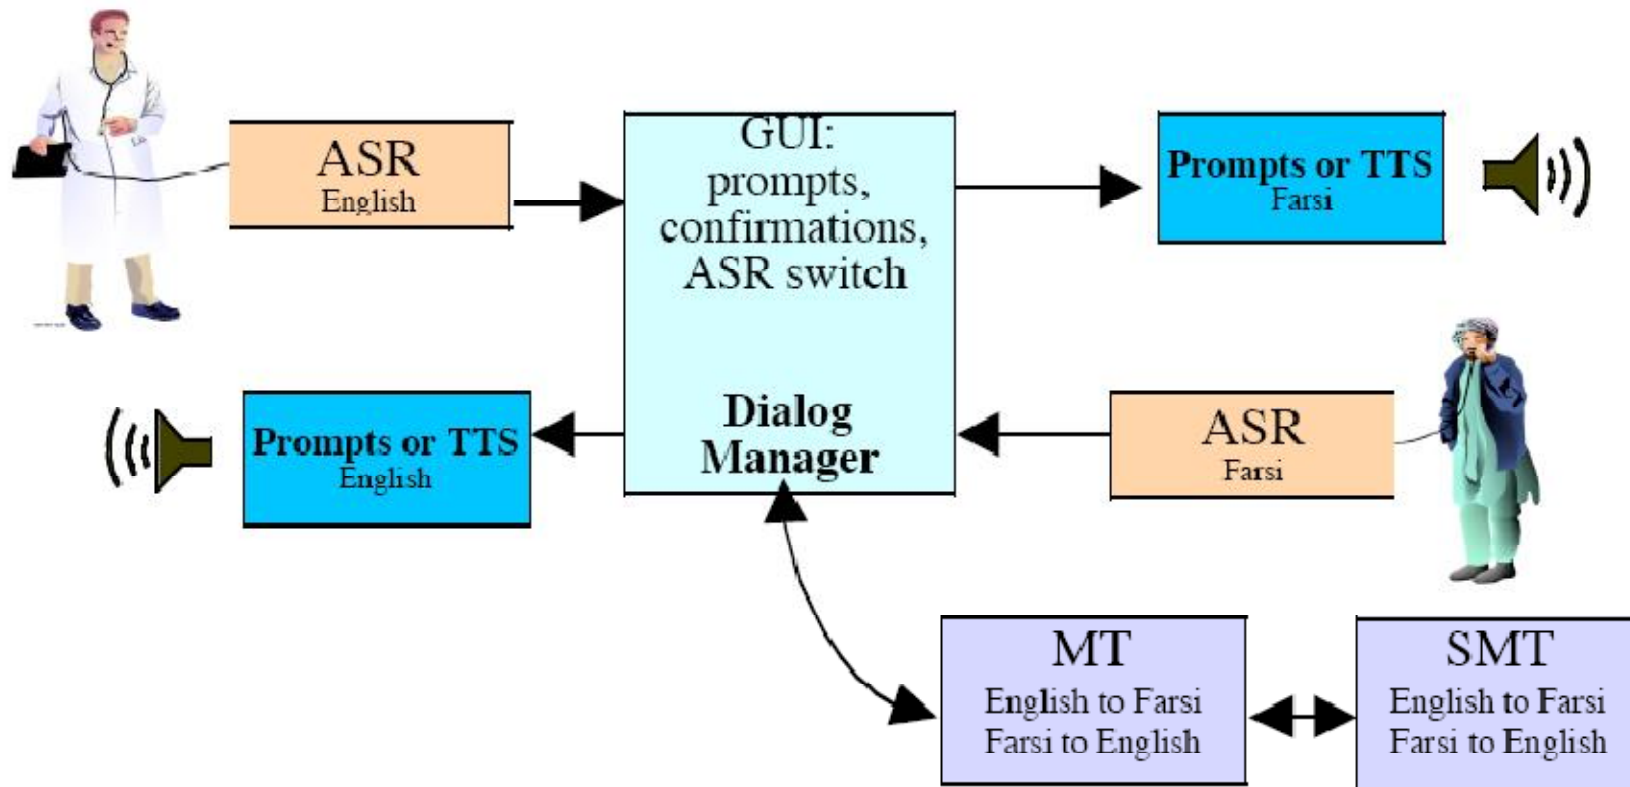 ASR
English
GUI:
prompts,
confirmations,
ASR switch
Dialog
Manager
Prompts or TTS
Farsi
Prompts or TTS
English
ASR
Farsi
MT
English to Farsi
Farsi to English
SMT
English to Farsi
Farsi to English